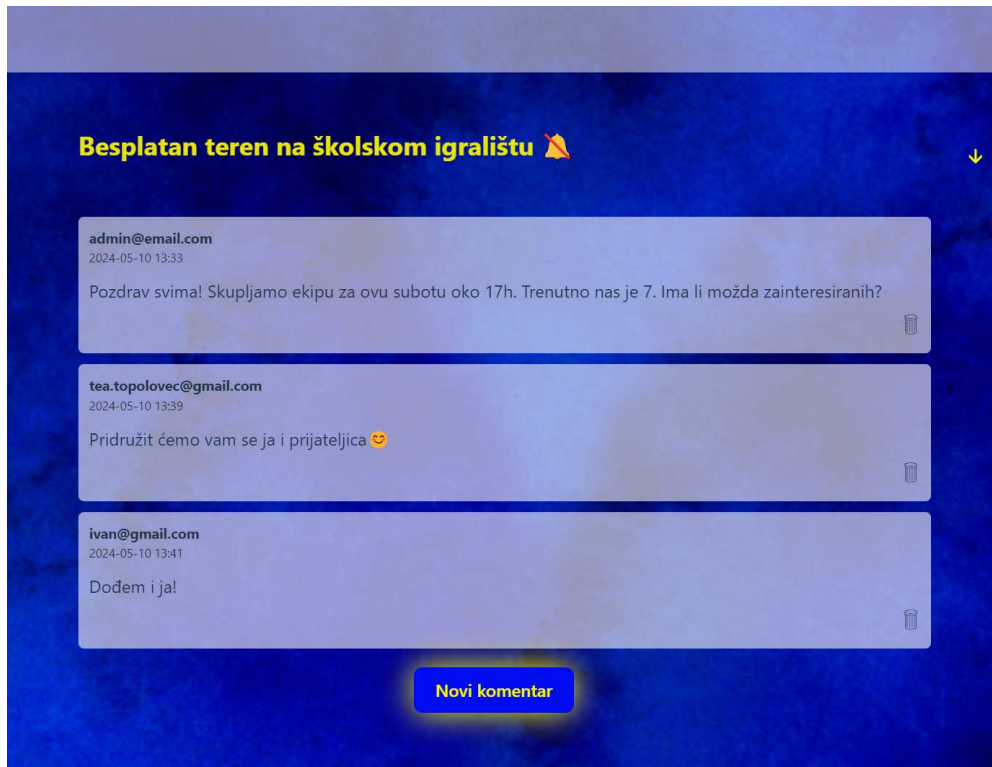 Besplatan teren na školskom igralištu
admin@email.com
2024-05-10 13:33
Pozdrav svima! Skupljamo ekipu za ovu subotu oko 17h. Trenutno nas je 7. Ima li možda zainteresiranih?
tea.topolovec@gmail.com
2024-05-10 13:39
Pridružit ćemo vam se ja i prijateljica😊
ivan@gmail.com
2024-05-10 13:41
Dođem i ja!
Novi komentar